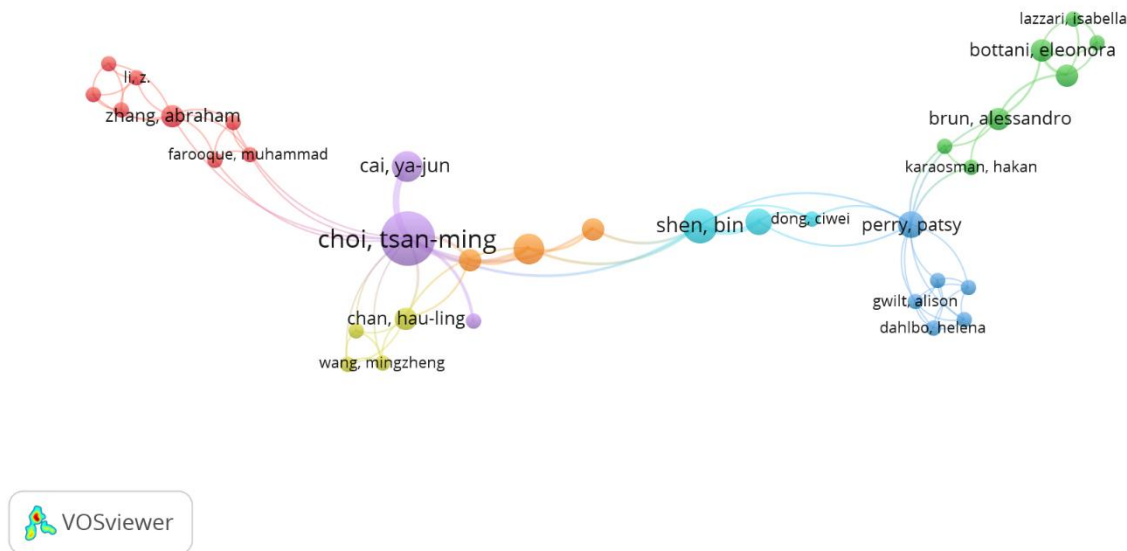 lazzari, isabella
bottani, eleonora
li, z.
zhang, abraham
brun, alessandro
farooque, muhammad
cai, ya-jun
karaosman, hakan
choi, tsan-ming
shen, bin
dong, ciwei
perry, patsy
gwilt, alison
chan, hau-ling
dahlbo, helena
wang, mingzheng
VOSviewer